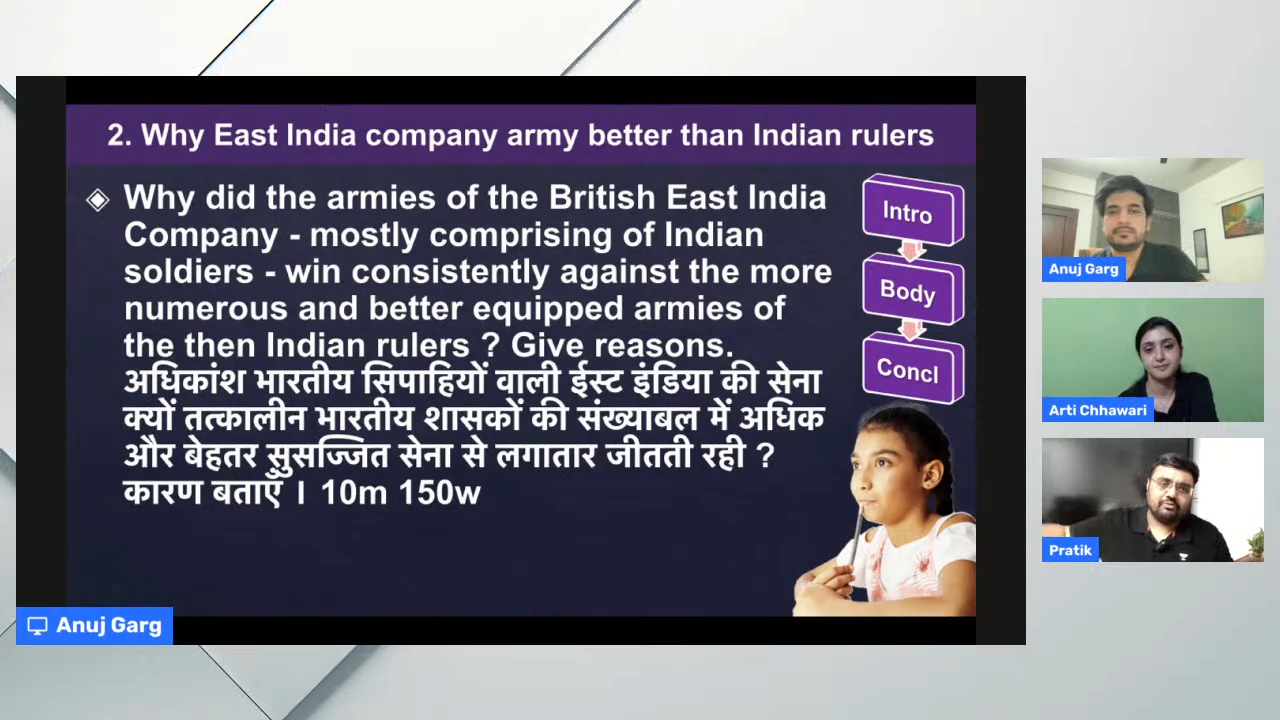 2. Why East India company army better than Indian rulers
Why did the armies of the British East India
Company - mostly comprising of Indian
soldiers - win consistently against the more
numerous and better equipped armies of
the then Indian rulers ? Give reasons.
अधिकांश भारतीय सिपाहियों वाली ईस्ट इंडिया की सेना
क्यों तत्कालीन भारतीय शासकों की संख्याबल में अधिक
और बेहतर सुसज्जित सेना से लगातार जीतती रही ?
कारण बताएँ । 10m 150w
Intro
Body
Concl
Anuj Garg
Anuj Garg
Arti Chhawari
Pratik